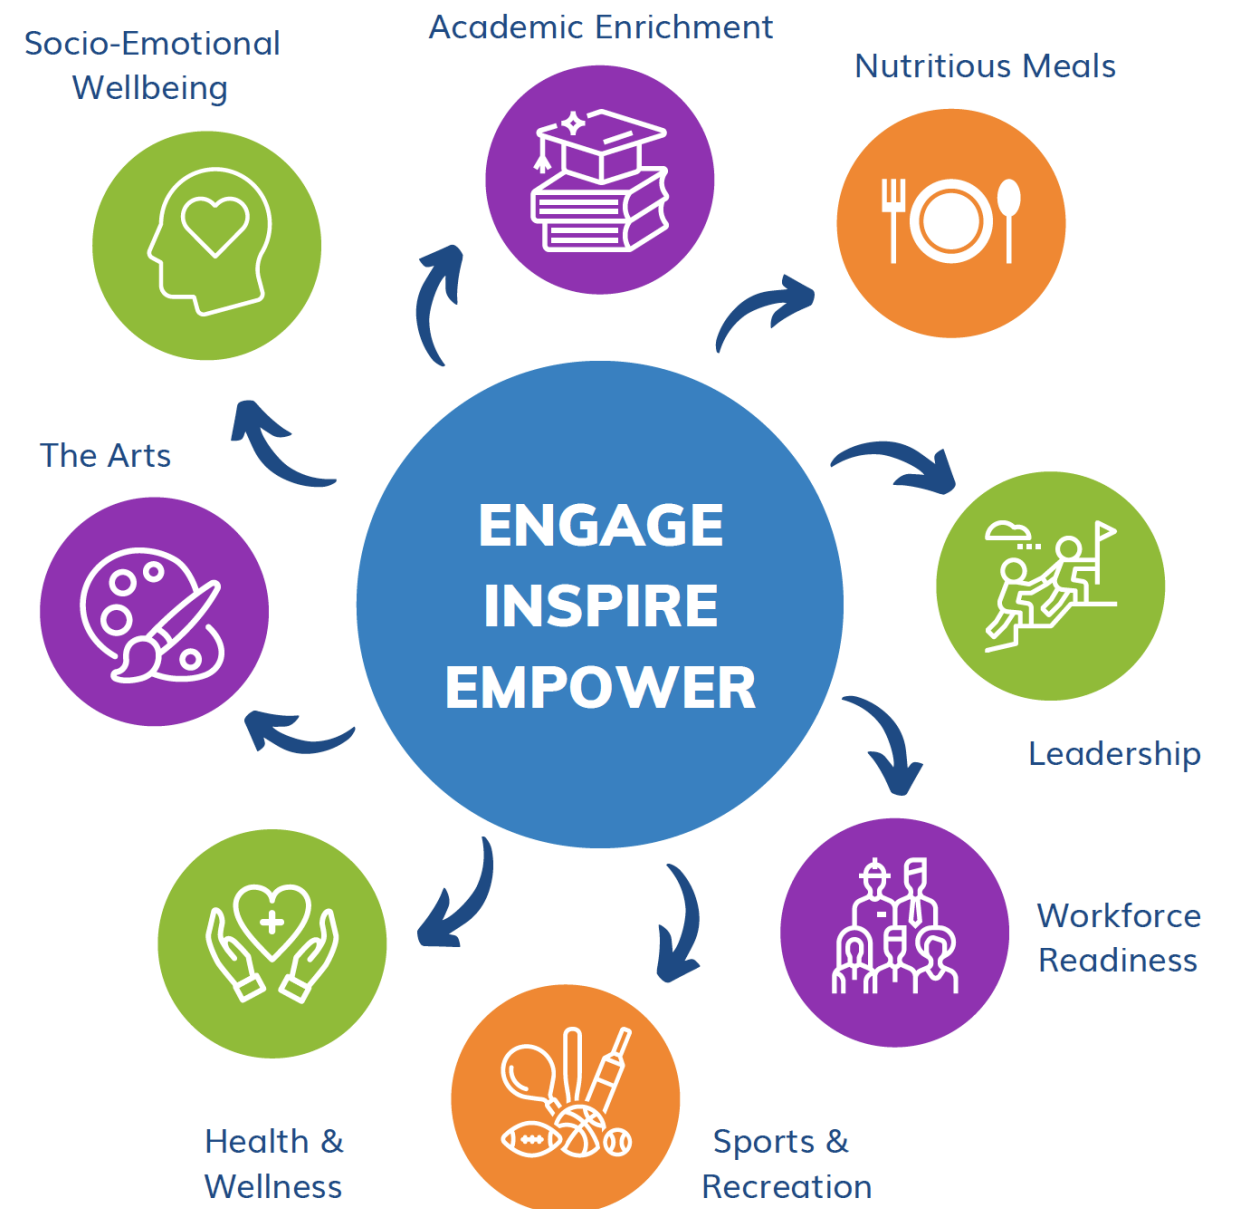 Academic Enrichment
Socio-Emotional
Wellbeing
Nutritious Meals
The Arts
ENGAGE
INSPIRE
EMPOWER
Leadership
Workforce
Readiness
Health &
Wellness
Sports &
Recreation